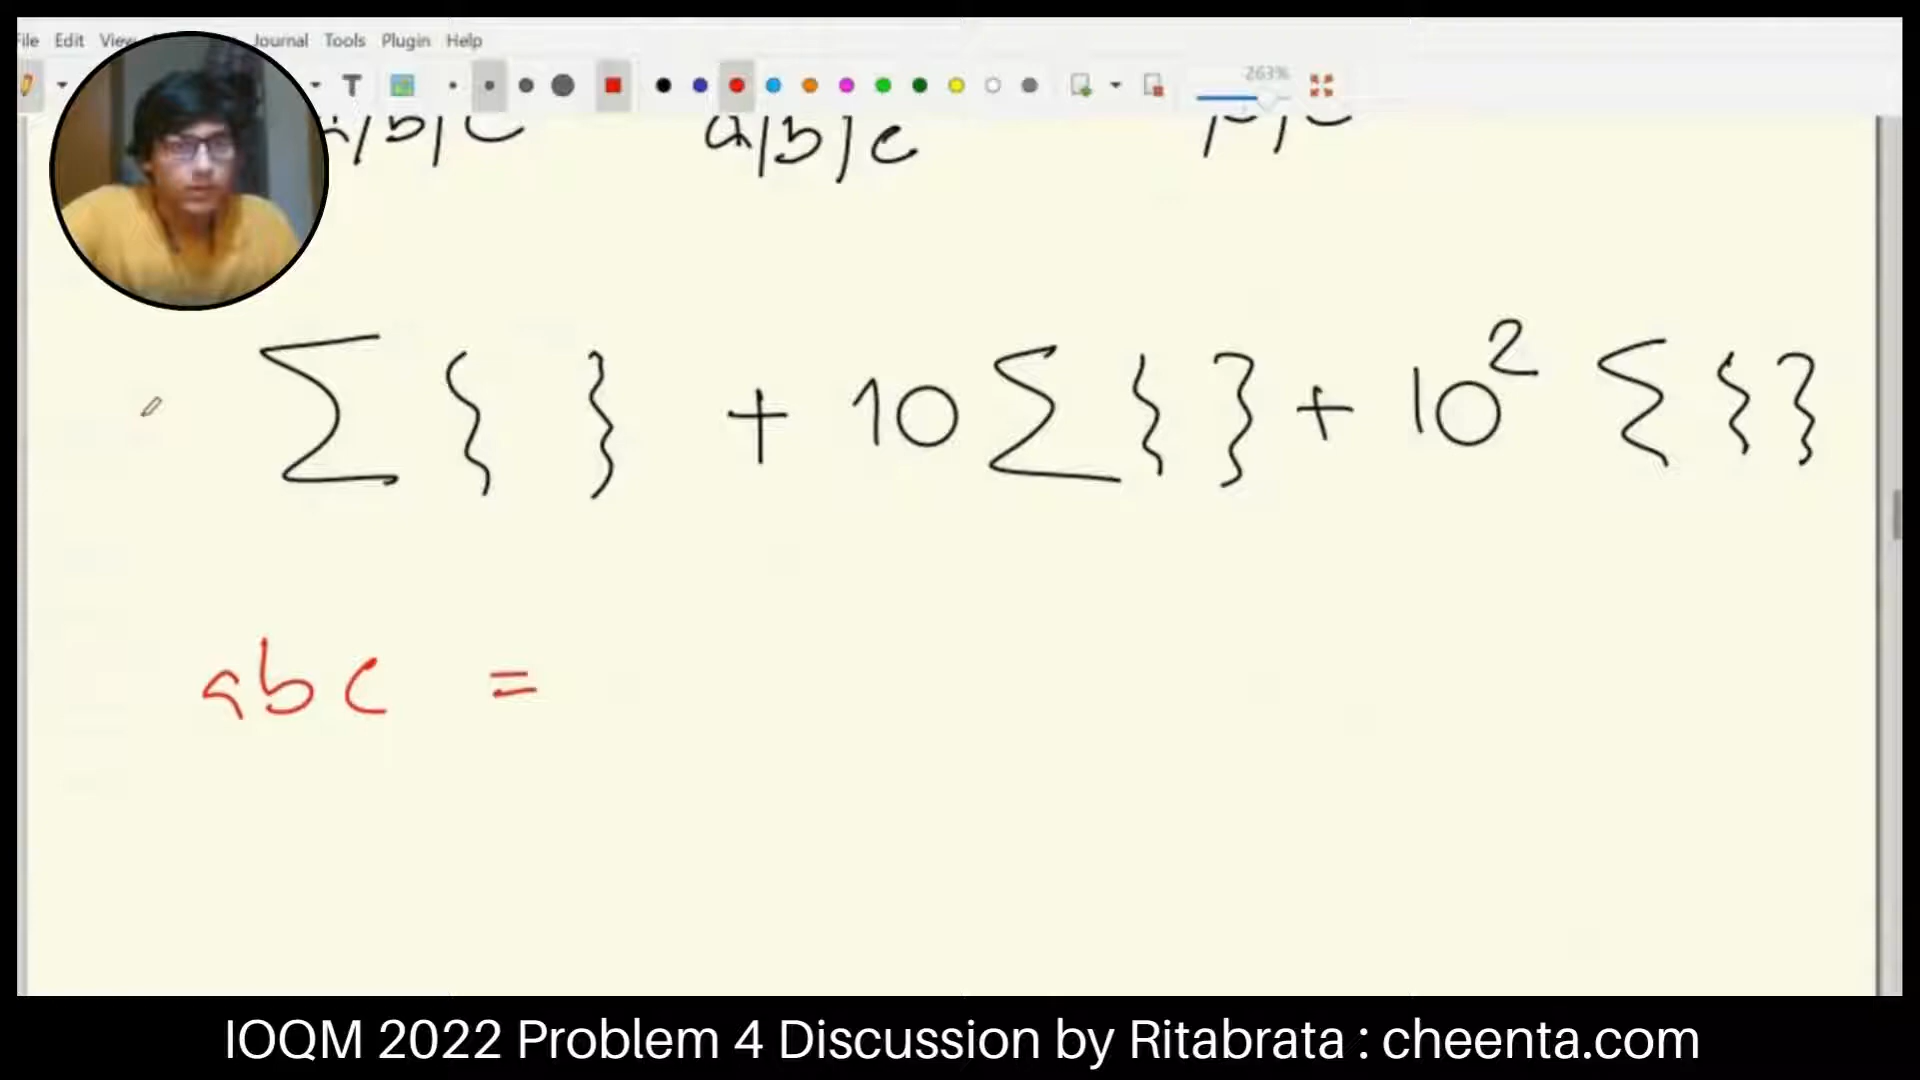 File Edit View Journal Tools Plugin Help
T 263%
a/b/c a/b/c
Σ { } + 10 Σ { } + 10² Σ { }
abc =
IOQM 2022 Problem 4 Discussion by Ritabrata : cheenta.com